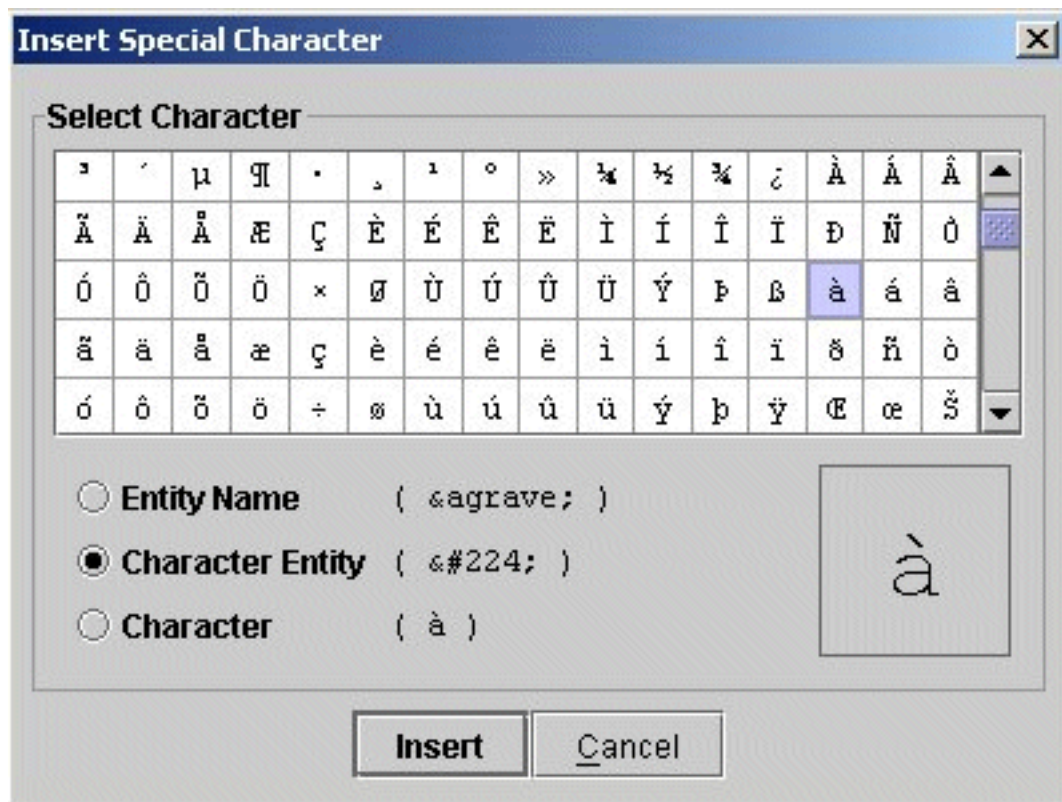 Insert Special Character
Select Character
³ ´ µ ¶ · ¸ ¹ º » ¼ ½ ¾ ¿ À Á Â
Ã Ä Å Æ Ç È É Ê Ë Ì Í Î Ï Ð Ñ Ò
Ó Ô Õ Ö × Ø Ù Ú Û Ü Ý Þ ß à á â
ã ä å æ ç è é ê ë ì í î ï ð ñ ò
ó ô õ ö ÷ ø ù ú û ü ý þ ÿ Œ œ Š
Entity Name ( &agrave; )
Character Entity ( &#224; )
Character ( à )
à
Insert Cancel